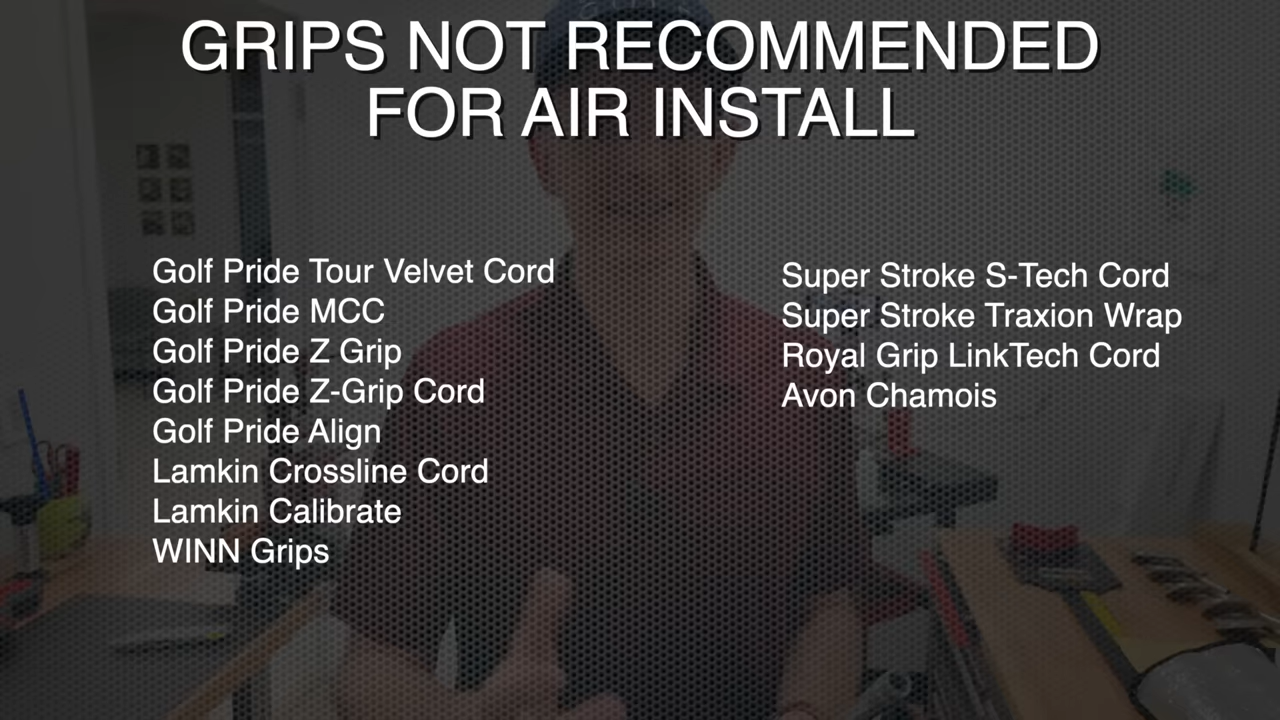 GRIPS NOT RECOMMENDED
FOR AIR INSTALL
Golf Pride Tour Velvet Cord
Golf Pride MCC
Golf Pride Z Grip
Golf Pride Z-Grip Cord
Golf Pride Align
Lamkin Crossline Cord
Lamkin Calibrate
WINN Grips
Super Stroke S-Tech Cord
Super Stroke Traxion Wrap
Royal Grip LinkTech Cord
Avon Chamois